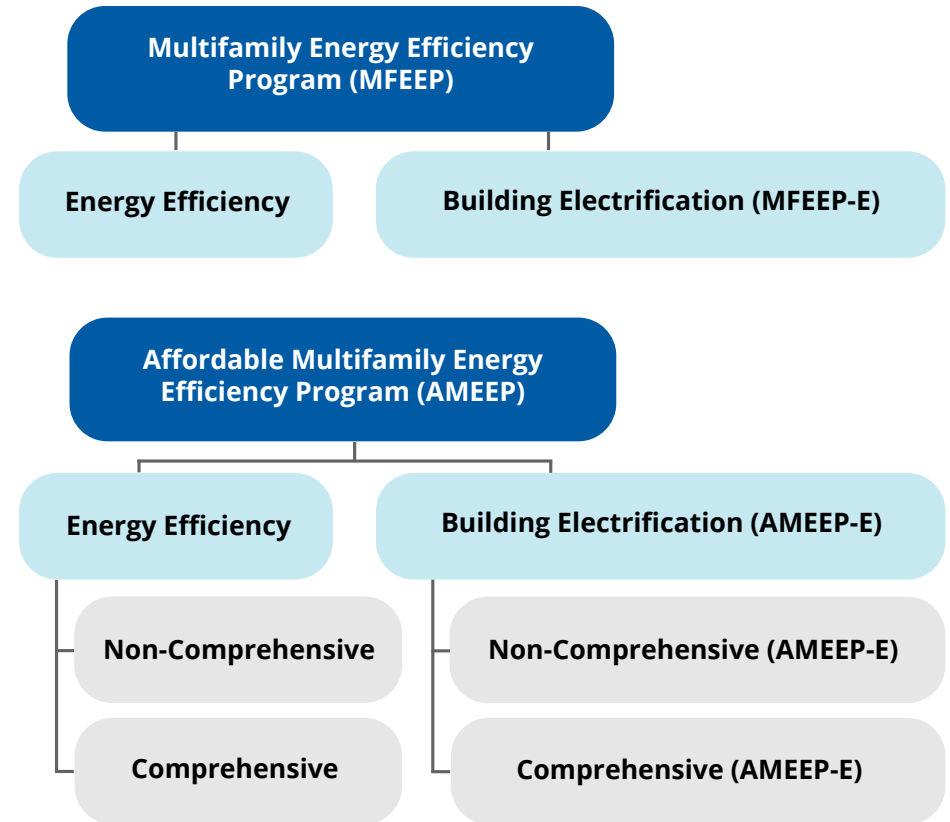 Multifamily Energy Efficiency
Program (MFEEP)
Energy Efficiency
Building Electrification (MFEEP-E)
Affordable Multifamily Energy
Efficiency Program (AMEEP)
Energy Efficiency
Building Electrification (AMEEP-E)
Non-Comprehensive
Non-Comprehensive (AMEEP-E)
Comprehensive
Comprehensive (AMEEP-E)